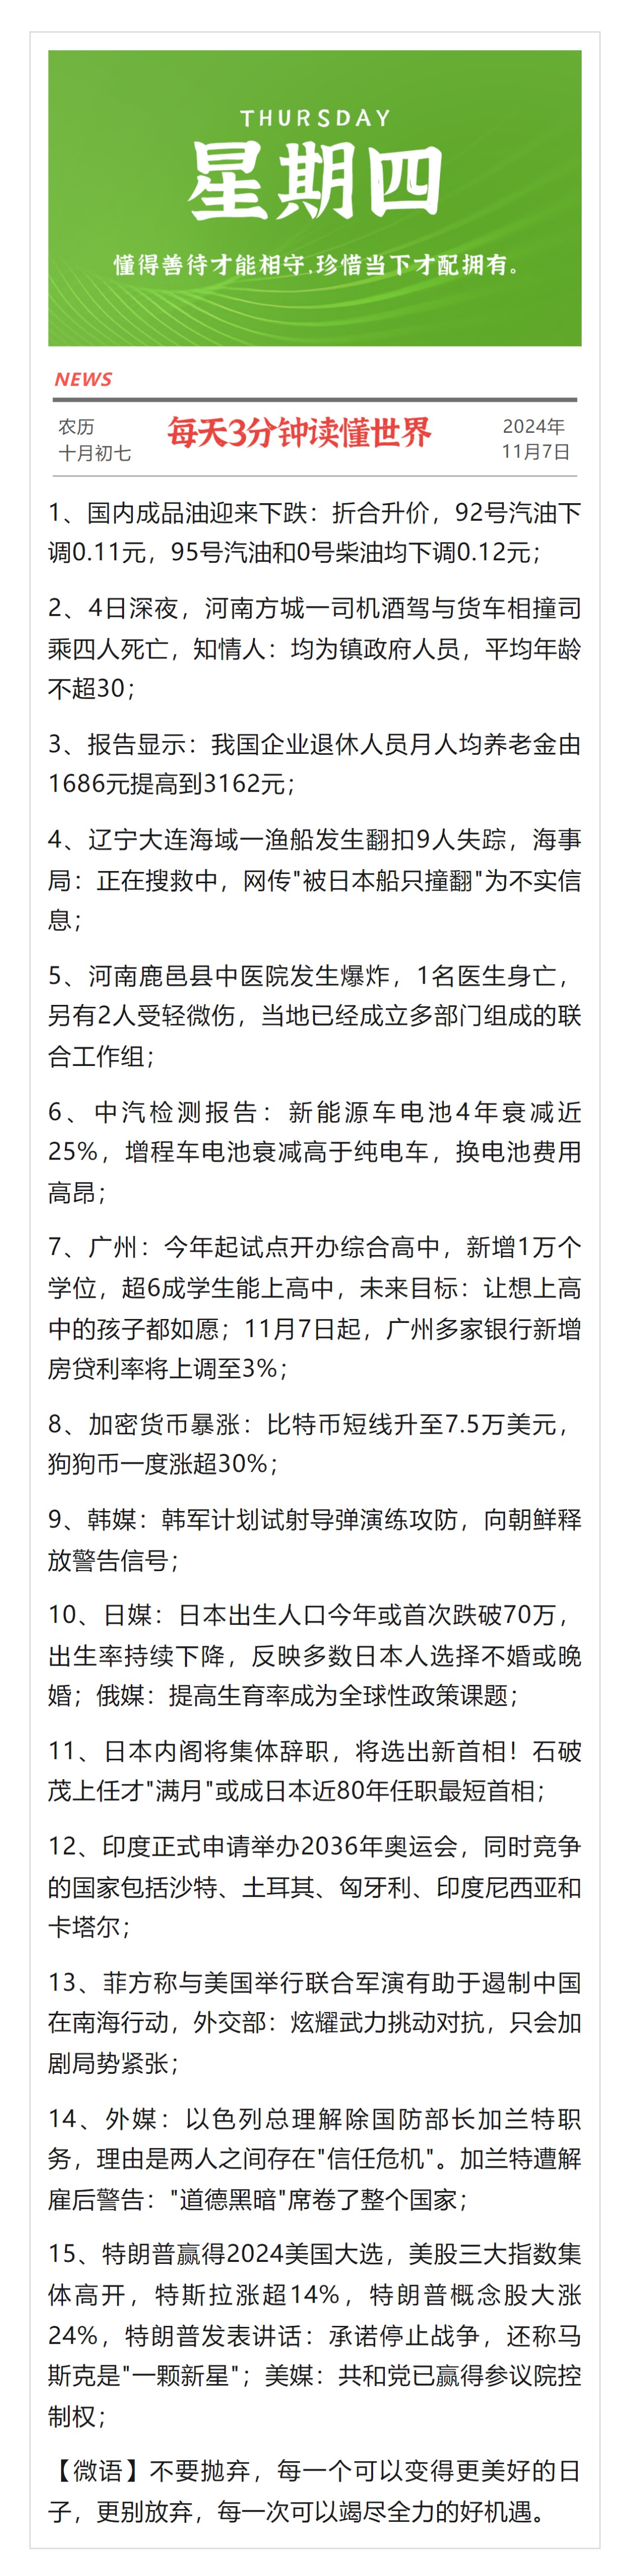 THURSDAY
星期四
懂得善待才能相守,珍惜当下才配拥有。
NEWS
农历
十月初七
每天3分钟读懂世界
2024年
11月7日
1、国内成品油迎来下跌：折合升价，92号汽油下
调0.11元，95号汽油和0号柴油均下调0.12元；
2、4日深夜，河南方城一司机酒驾与货车相撞司
乘四人死亡，知情人：均为镇政府人员，平均年龄
不超30；
3、报告显示：我国企业退休人员月人均养老金由
1686元提高到3162元；
4、辽宁大连海域一渔船发生翻扣9人失踪，海事
局：正在搜救中，网传"被日本船只撞翻"为不实信
息；
5、河南鹿邑县中医院发生爆炸，1名医生身亡，
另有2人受轻微伤，当地已经成立多部门组成的联
合工作组；
6、中汽检测报告：新能源车电池4年衰减近
25%，增程车电池衰减高于纯电车，换电池费用
高昂；
7、广州：今年起试点开办综合高中，新增1万个
学位，超6成学生能上高中，未来目标：让想上高
中的孩子都如愿；11月7日起，广州多家银行新增
房贷利率将上调至3%；
8、加密货币暴涨：比特币短线升至7.5万美元，
狗狗币一度涨超30%；
9、韩媒：韩军计划试射导弹演练攻防，向朝鲜释
放警告信号；
10、日媒：日本出生人口今年或首次跌破70万，
出生率持续下降，反映多数日本人选择不婚或晚
婚；俄媒：提高生育率成为全球性政策课题；
11、日本内阁将集体辞职，将选出新首相！石破
茂上任才"满月"或成日本近80年任职最短首相；
12、印度正式申请举办2036年奥运会，同时竞争
的国家包括沙特、土耳其、匈牙利、印度尼西亚和
卡塔尔；
13、菲方称与美国举行联合军演有助于遏制中国
在南海行动，外交部：炫耀武力挑动对抗，只会加
剧局势紧张；
14、外媒：以色列总理解除国防部长加兰特职
务，理由是两人之间存在"信任危机"。加兰特遭解
雇后警告："道德黑暗"席卷了整个国家；
15、特朗普赢得2024美国大选，美股三大指数集
体高开，特斯拉涨超14%，特朗普概念股大涨
24%，特朗普发表讲话：承诺停止战争，还称马
斯克是"一颗新星"；美媒：共和党已赢得参议院控
制权；
【微语】不要抛弃，每一个可以变得更美好的日
子，更别放弃，每一次可以竭尽全力的好机遇。